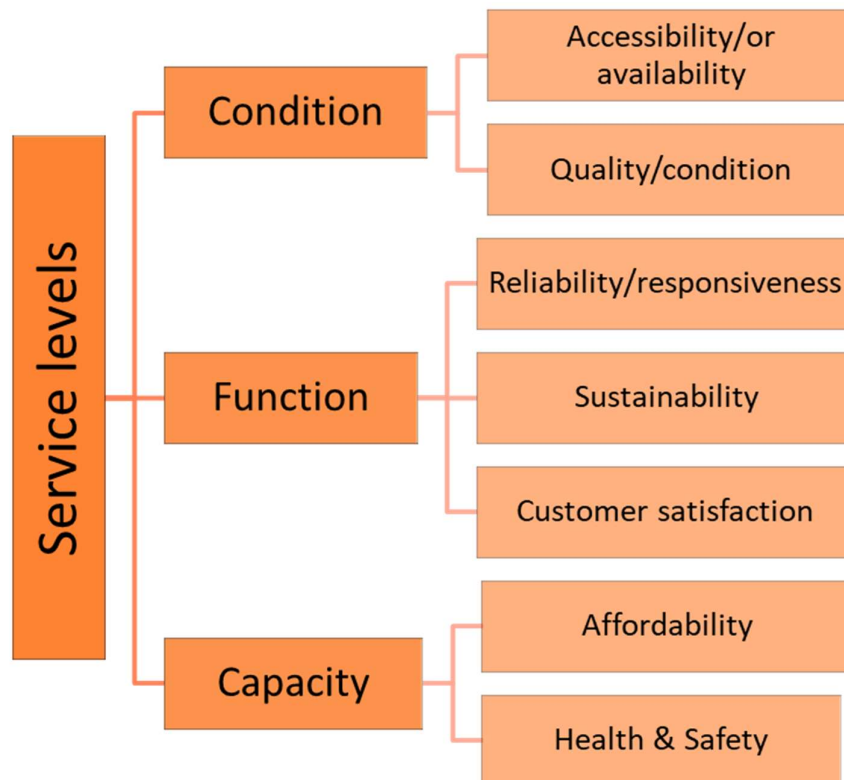 Service levels
Condition
Accessibility/or
availability
Quality/condition
Function
Reliability/responsiveness
Sustainability
Customer satisfaction
Capacity
Affordability
Health & Safety